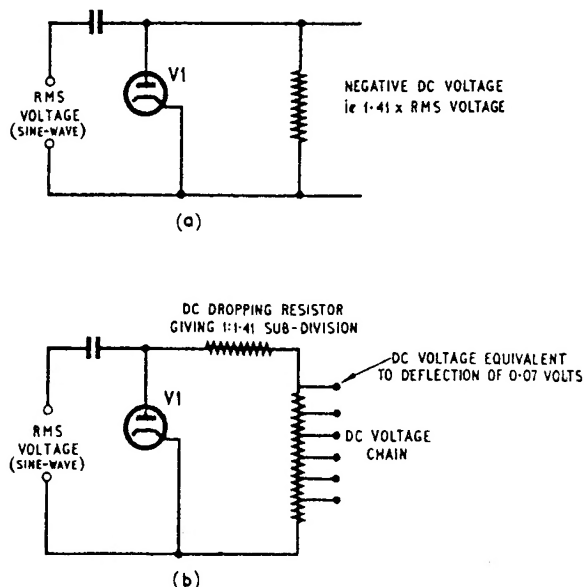 V1
RMS
VOLTAGE
(SINE-WAVE)
NEGATIVE DC VOLTAGE
ie 1·41 x RMS VOLTAGE
(a)
DC DROPPING RESISTOR
GIVING 1:1·41 SUB-DIVISION
DC VOLTAGE EQUIVALENT
TO DEFLECTION OF 0·07 VOLTS
V1
RMS
VOLTAGE
(SINE-WAVE)
DC VOLTAGE
CHAIN
(b)